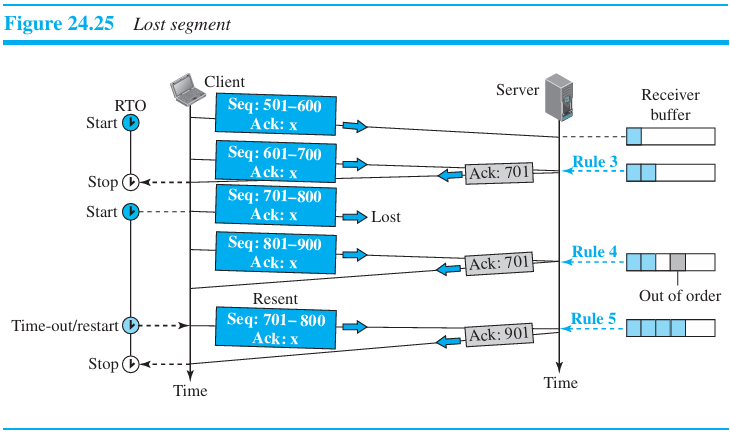 Figure 24.25 Lost segment
Client
Server
Receiver
buffer
RTO
Start
Seq: 501–600
Ack: x
Seq: 601–700
Ack: x
Ack: 701
Rule 3
Stop
Start
Seq: 701–800
Ack: x
Lost
Seq: 801–900
Ack: x
Ack: 701
Rule 4
Out of order
Resent
Time-out/restart
Seq: 701– 800
Ack: x
Ack: 901
Rule 5
Stop
Time
Time